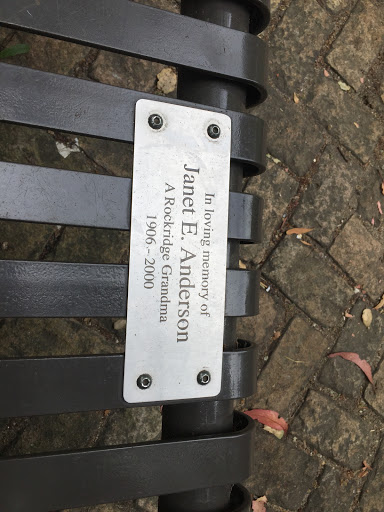 In loving memory of
Janet E. Anderson
A Rockridge Grandma
1906 ~ 2000